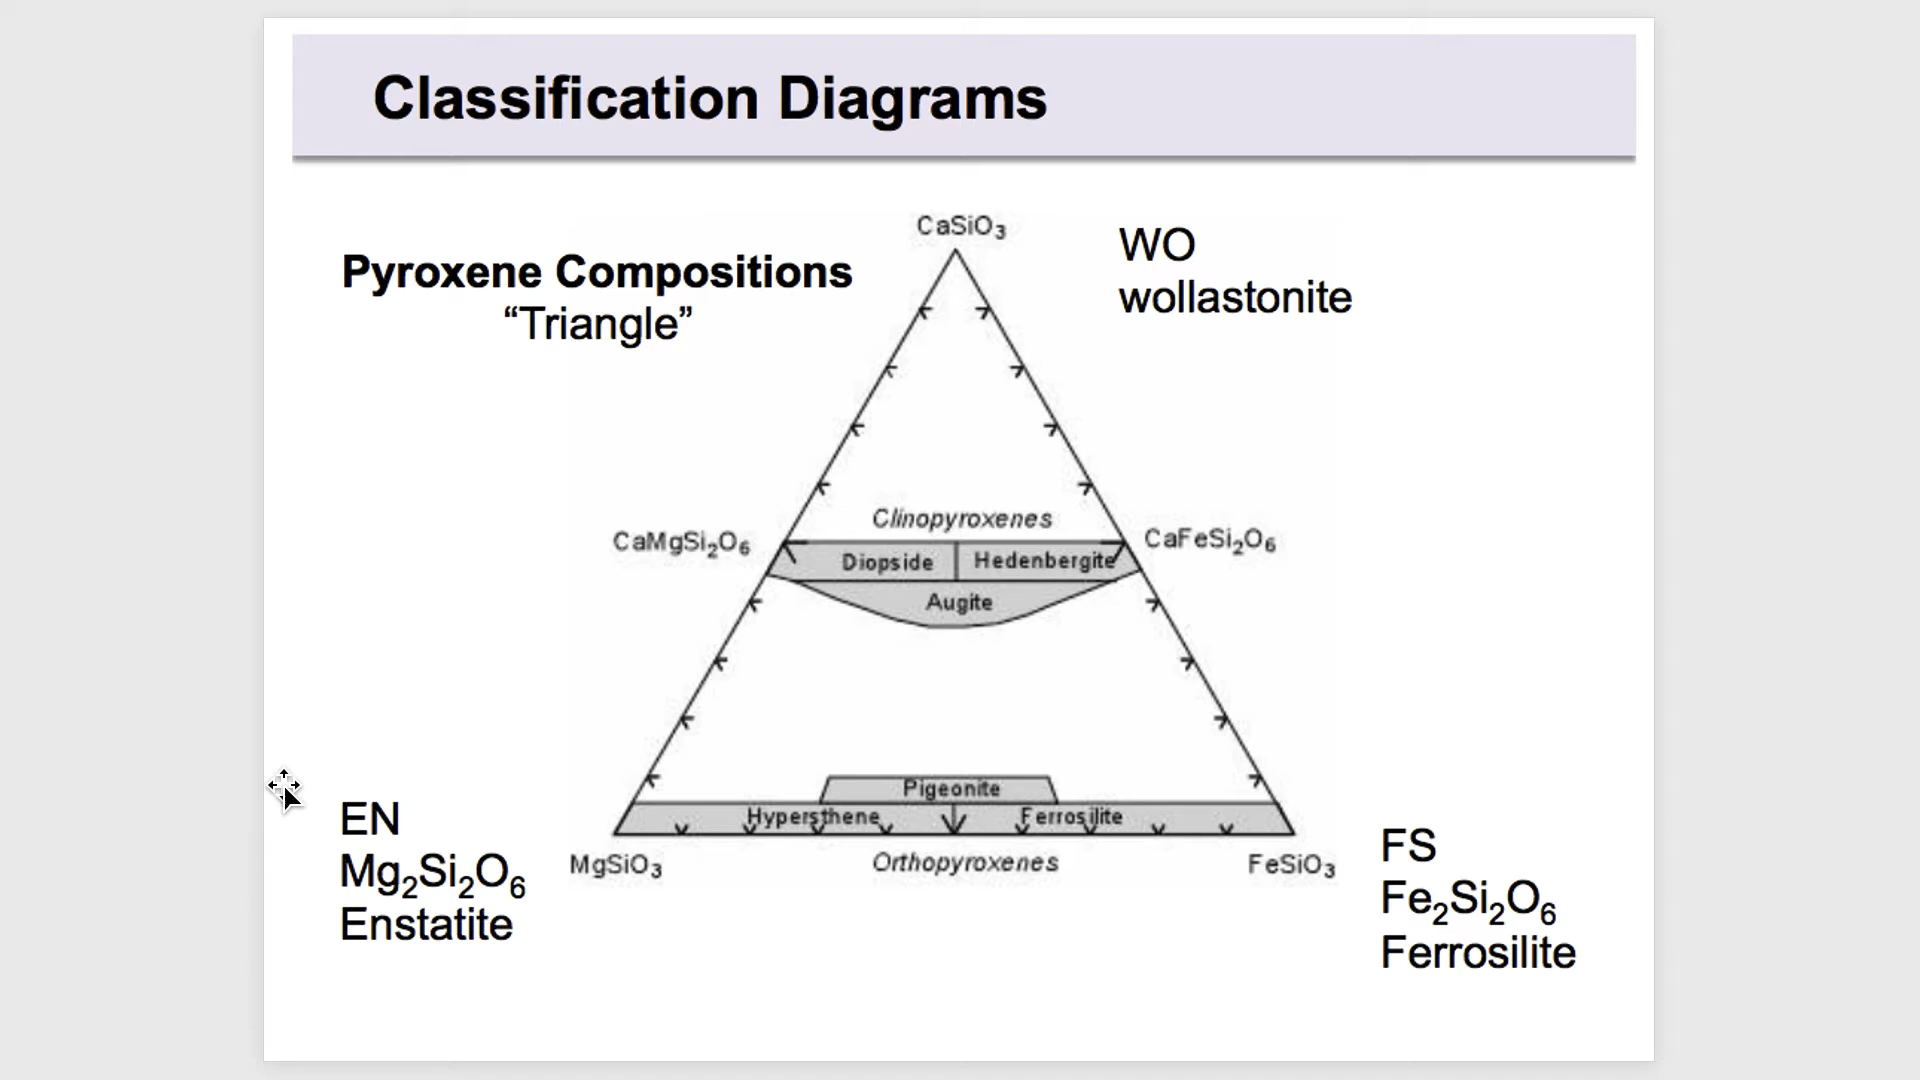 Classification Diagrams
Pyroxene Compositions
“Triangle”
CaSiO₃
WO
wollastonite
Clinopyroxenes
CaMgSi₂O₆
CaFeSi₂O₆
Diopside
Hedenbergite
Augite
Pigeonite
Hypersthene
Ferrosilite
MgSiO₃
Orthopyroxenes
FeSiO₃
EN
Mg₂Si₂O₆
Enstatite
FS
Fe₂Si₂O₆
Ferrosilite